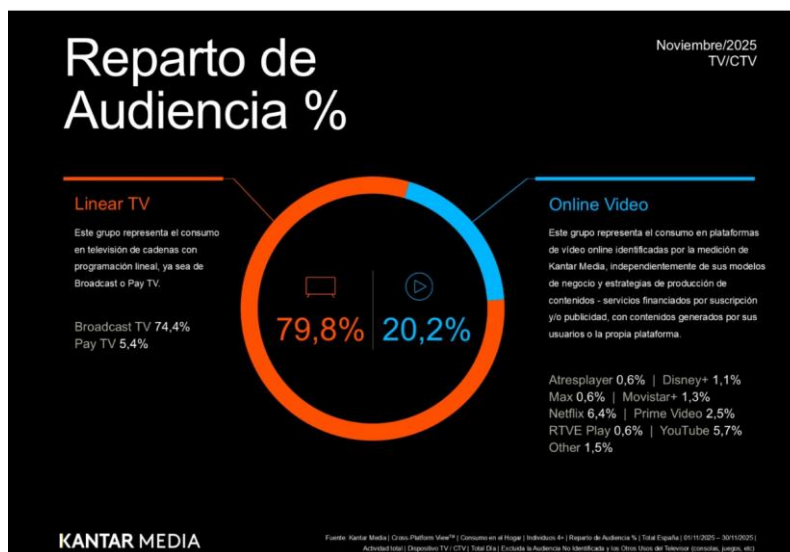 Reparto de
Audiencia %
Noviembre/2025
TV/CTV
Linear TV
Este grupo representa el consumo
en televisión de cadenas con
programación lineal, ya sea de
Broadcast o Pay TV.
Broadcast TV 74,4%
Pay TV 5,4%
79,8%
20,2%
Online Video
Este grupo representa el consumo en plataformas
de vídeo online identificadas por la medición de
Kantar Media, independientemente de sus modelos
de negocio y estrategias de producción de
contenidos - servicios financiados por suscripción
y/o publicidad, con contenidos generados por sus
usuarios o la propia plataforma.
Atresplayer 0,6% | Disney+ 1,1%
Max 0,6% | Movistar+ 1,3%
Netflix 6,4% | Prime Video 2,5%
RTVE Play 0,6% | YouTube 5,7%
Other 1,5%
KANTAR MEDIA
Fuente: Kantar Media | Cross-Platform View™ | Consumo en el Hogar | Individuos 4+ | Reparto de Audiencia % | Total España | 01/11/2025 – 30/11/2025 |
Actividad total | Dispositivo TV / CTV | Total Día | Excluida la Audiencia No Identificada y los Otros Usos del Televisor (consolas, juegos, etc)